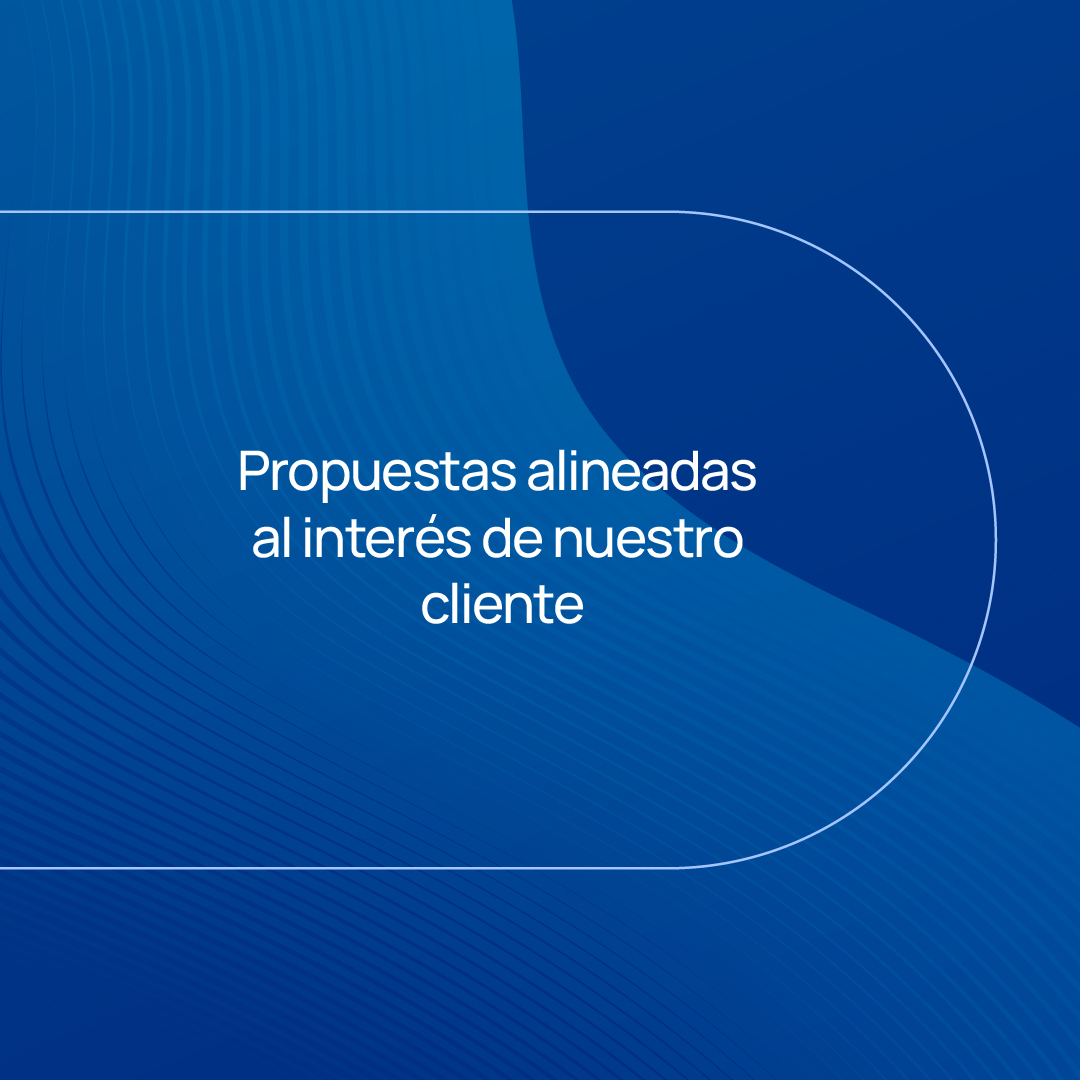 Propuestas alineadas
al interés de nuestro
cliente